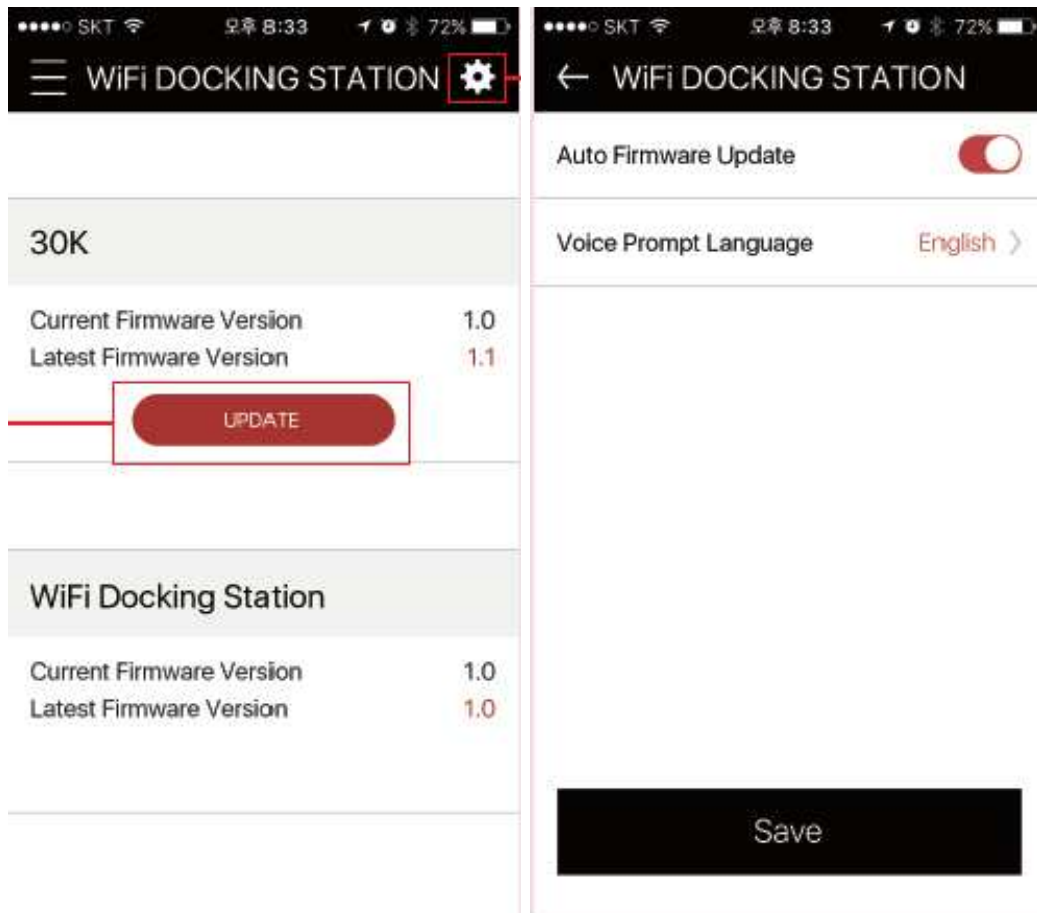 SKT 오후 8:33 72%
WiFi DOCKING STATION
30K
Current Firmware Version 1.0
Latest Firmware Version 1.1
UPDATE
WiFi Docking Station
Current Firmware Version 1.0
Latest Firmware Version 1.0
SKT 오후 8:33 72%
WiFi DOCKING STATION
Auto Firmware Update
Voice Prompt Language English
Save